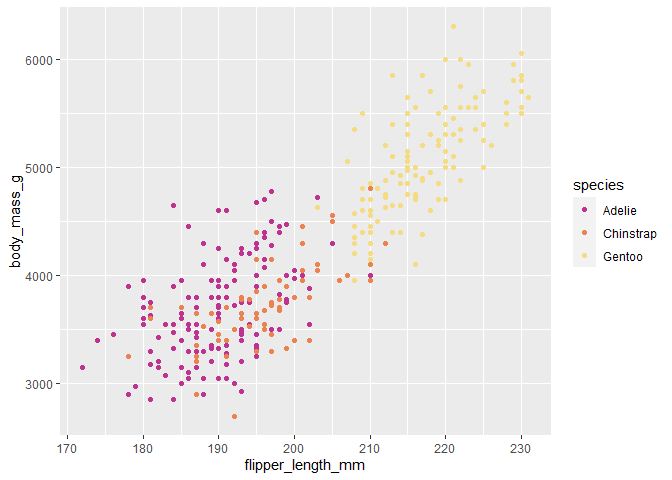 6000
5000
4000
3000
body_mass_g
170
180
190
200
210
220
230
flipper_length_mm
species
Adelie
Chinstrap
Gentoo